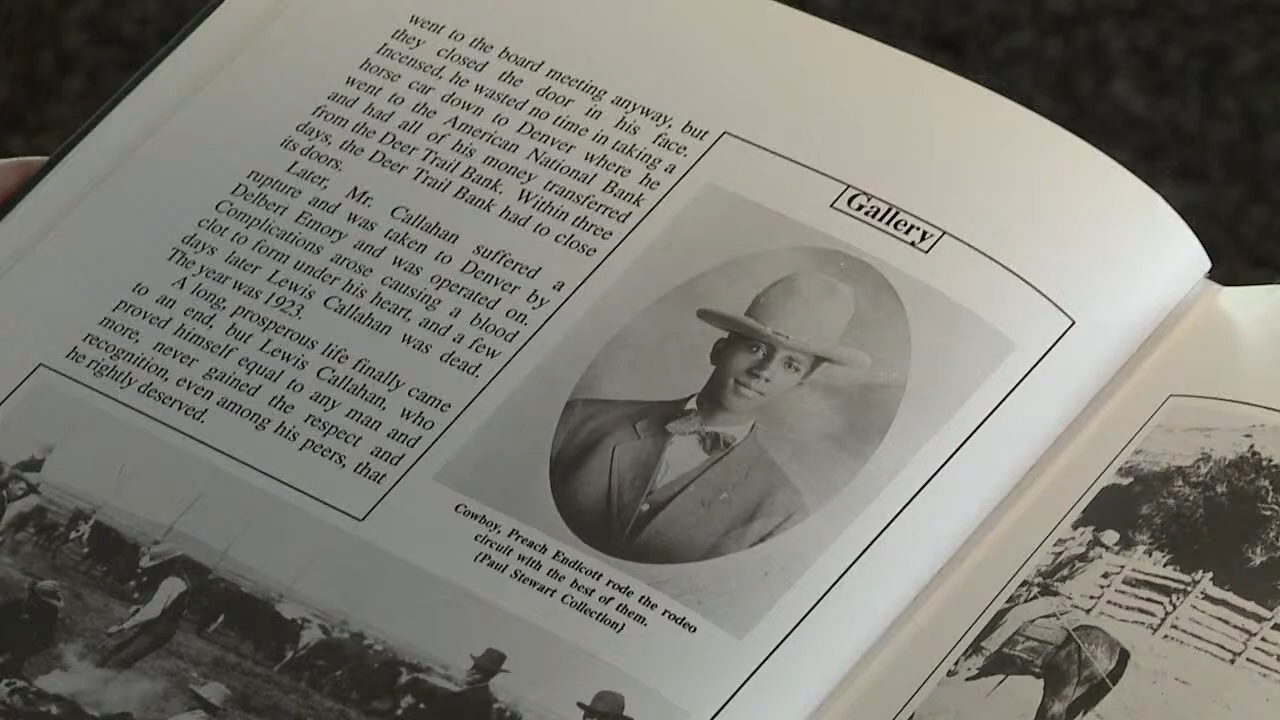 went to the board meeting anyway, but
they closed the door in his face.
Incensed, he wasted no time in taking a
horse car down to Denver where he
went to the American National Bank
and had all of his money transferred
from the Deer Trail Bank. Within three
days, the Deer Trail Bank had to close
its doors.
Later, Mr. Callahan suffered a
rupture and was taken to Denver by
Delbert Emory and was operated on.
Complications arose causing a blood
clot to form under his heart, and a few
days later Lewis Callahan was dead.
The year was 1923.
A long, prosperous life finally came
to an end, but Lewis Callahan, who
proved himself equal to any man and
more, never gained the respect and
recognition, even among his peers, that
he rightly deserved.
Gallery
Cowboy, Preach Endicott rode the rodeo
circuit with the best of them.
(Paul Stewart Collection)